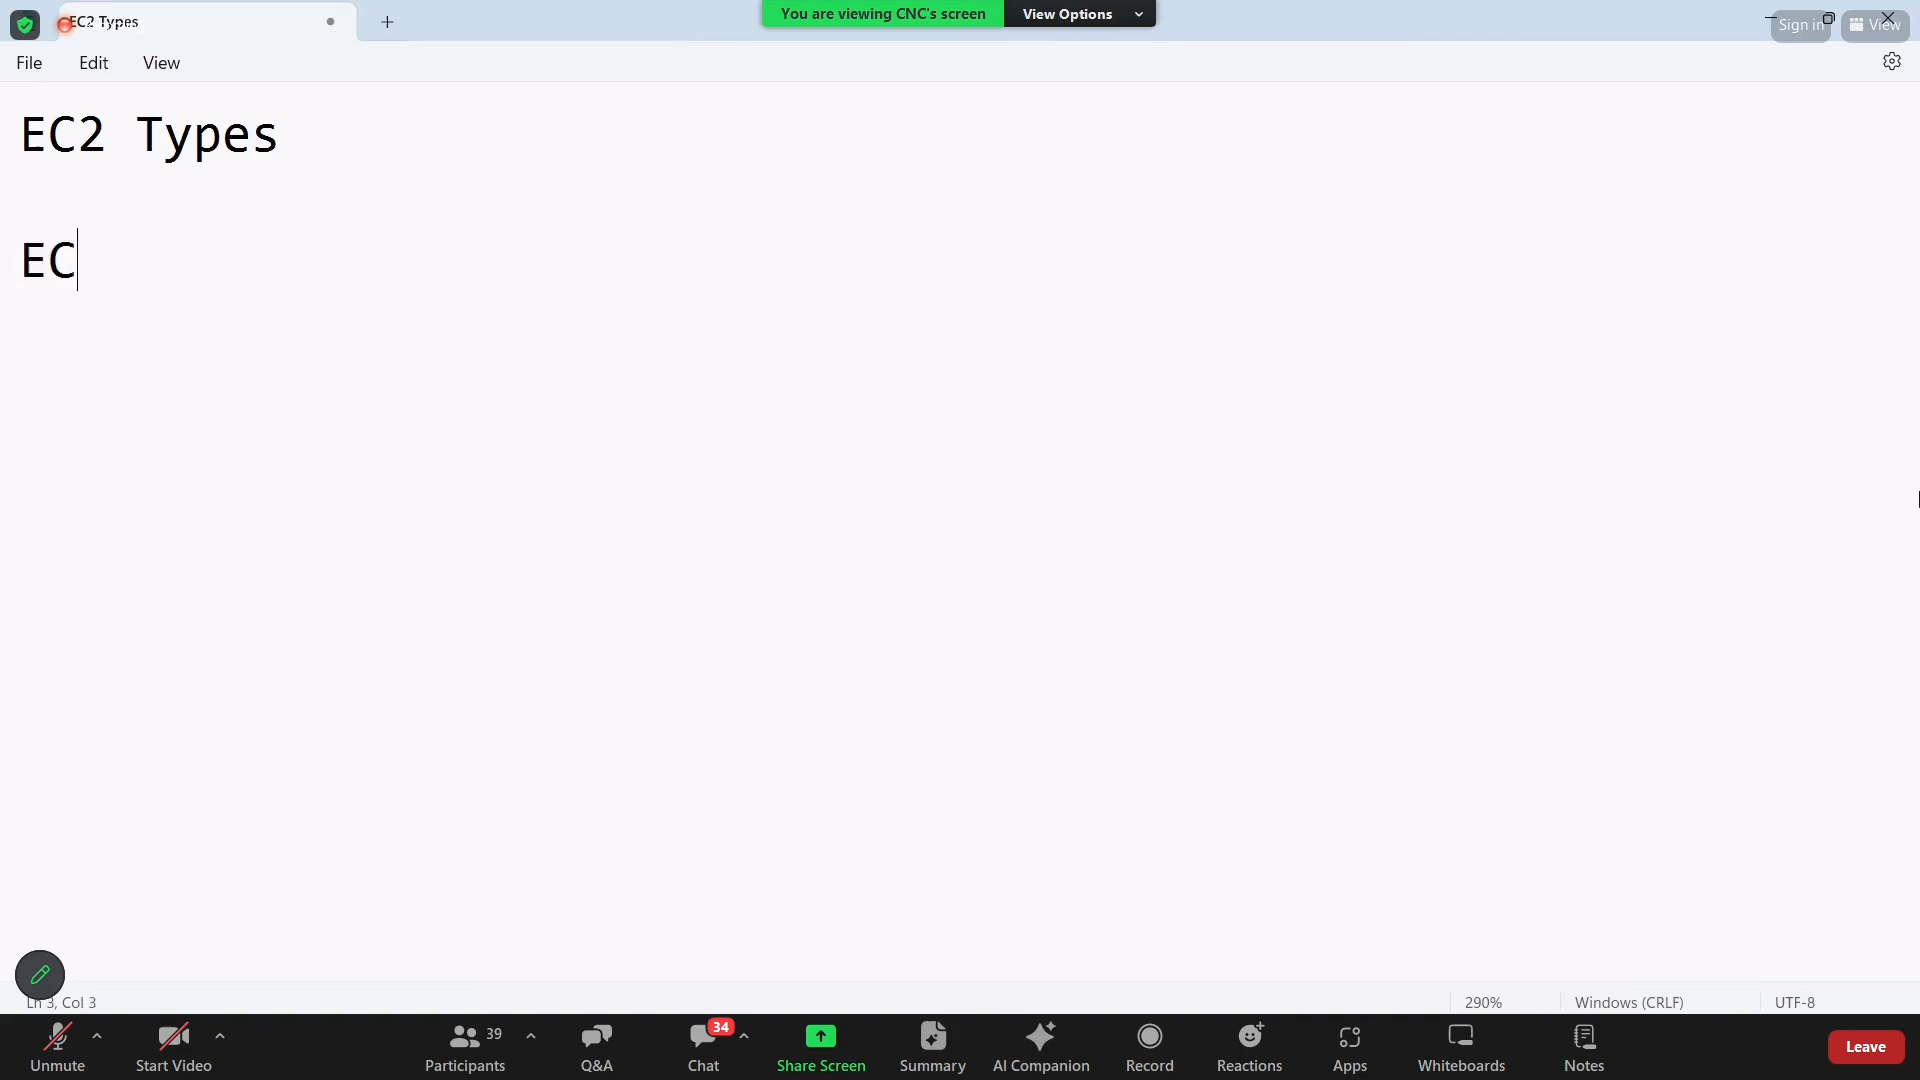 EC2 Types
You are viewing CNC's screen
View Options
Sign in
View
File
Edit
View
EC2 Types
EC
Ln 3, Col 3
290%
Windows (CRLF)
UTF-8
39
34
Unmute
Start Video
Participants
Q&A
Chat
Share Screen
Summary
AI Companion
Record
Reactions
Apps
Whiteboards
Notes
Leave